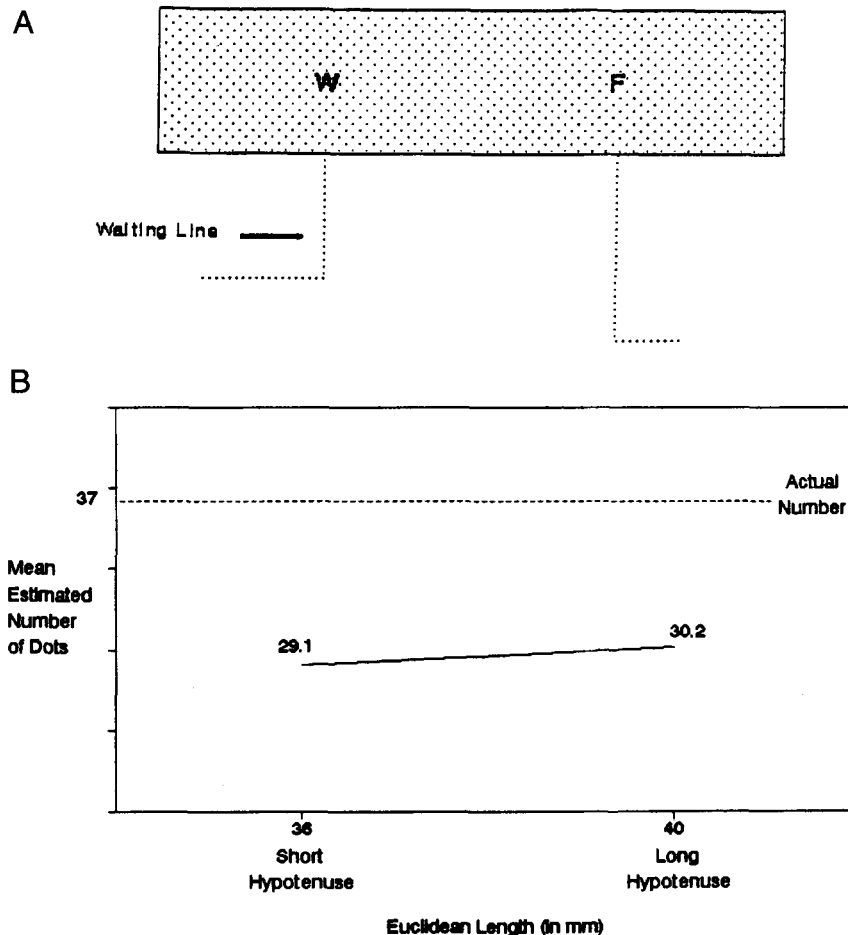 A
W
F
Waiting Line
B
37
Actual
Number
Mean
Estimated
Number
of Dots
29.1
30.2
36
Short
Hypotenuse
40
Long
Hypotenuse
Euclidean Length (in mm)